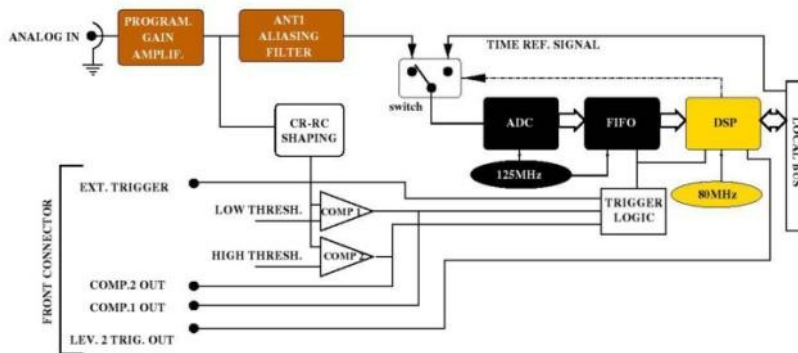 PROGRAM.
GAIN
AMPLIF.
ANTI
ALIASING
FILTER
ANALOG IN
TIME REF. SIGNAL
switch
CR-RC
SHAPING
ADC
FIFO
DSP
LOCAL BUS
125MHz
80MHz
FRONT CONNECTOR
EXT. TRIGGER
LOW THRESH.
COMP 1
TRIGGER
LOGIC
HIGH THRESH.
COMP 2
COMP.2 OUT
COMP.1 OUT
LEV. 2 TRIG. OUT